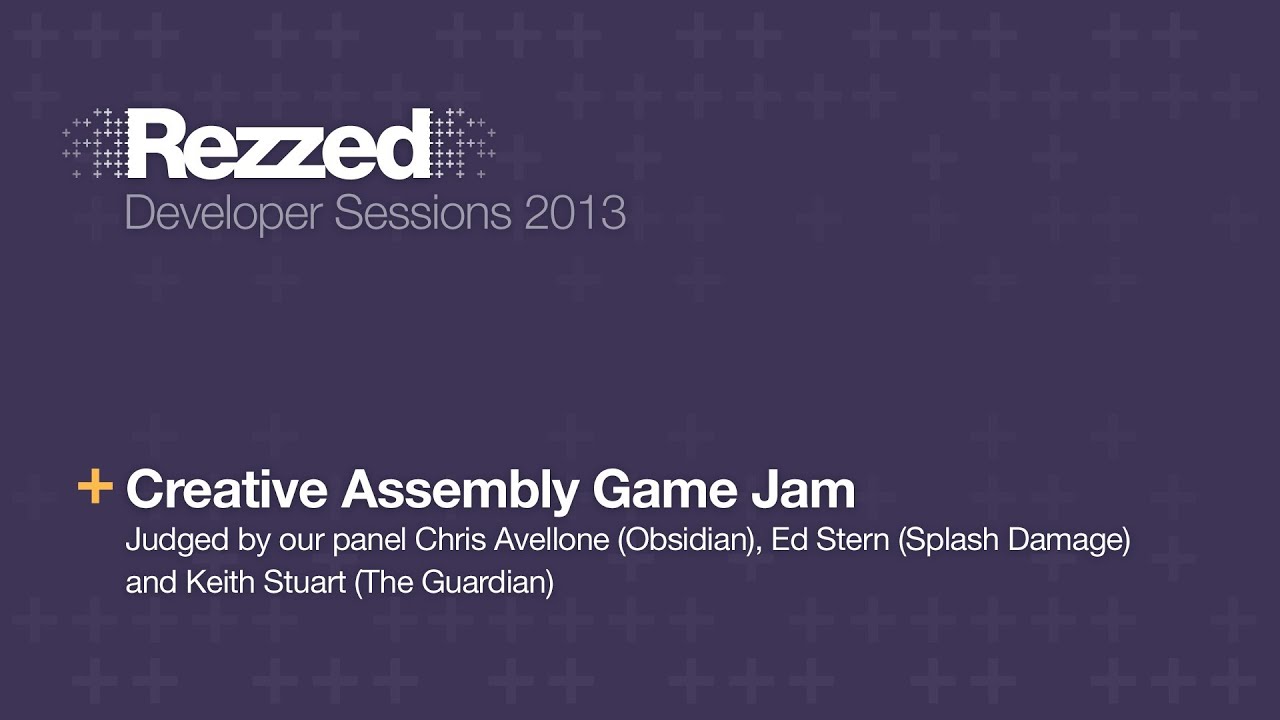 Rezzed
Developer Sessions 2013
+ Creative Assembly Game Jam
Judged by our panel Chris Avellone (Obsidian), Ed Stern (Splash Damage)
and Keith Stuart (The Guardian)